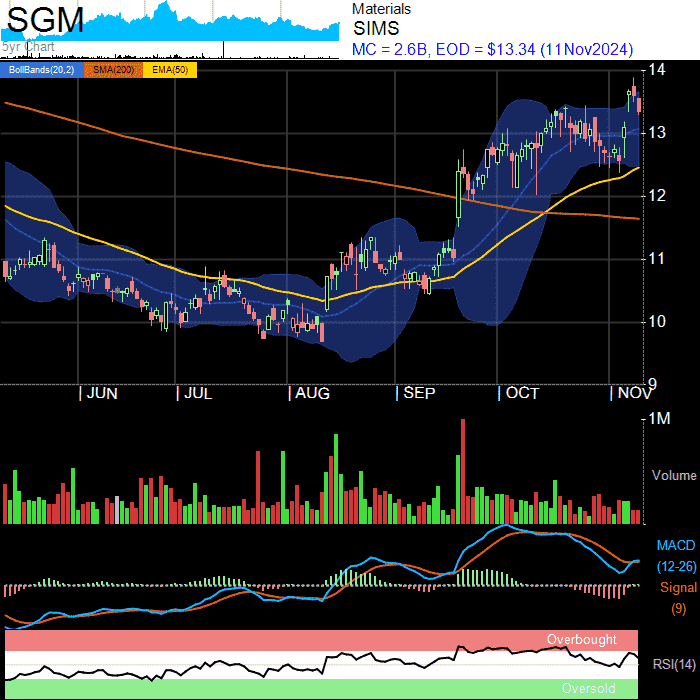 SGM
5yr Chart
Materials
SIMS
MC = 2.6B, EOD = $13.34 (11Nov2024)
BollBands(20,2) SMA(200) EMA(50)
14
13
12
11
10
9
| JUN | JUL | AUG | SEP | OCT | NOV
1M
Volume
MACD
(12-26)
Signal
(9)
Overbought
RSI(14)
Oversold